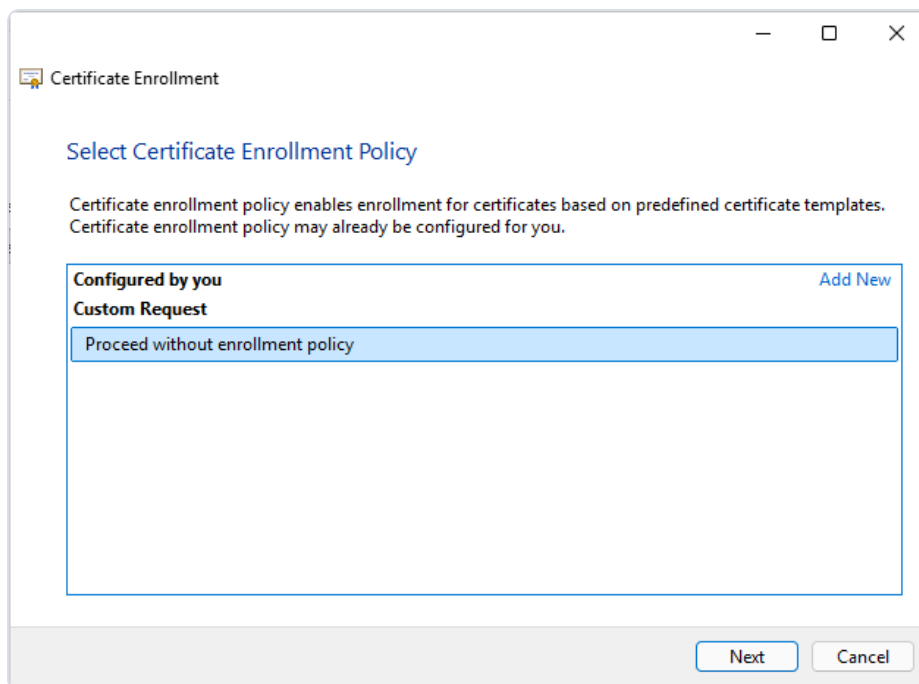 Certificate Enrollment
Select Certificate Enrollment Policy
Certificate enrollment policy enables enrollment for certificates based on predefined certificate templates.
Certificate enrollment policy may already be configured for you.
Configured by you Add New
Custom Request
Proceed without enrollment policy
Next Cancel